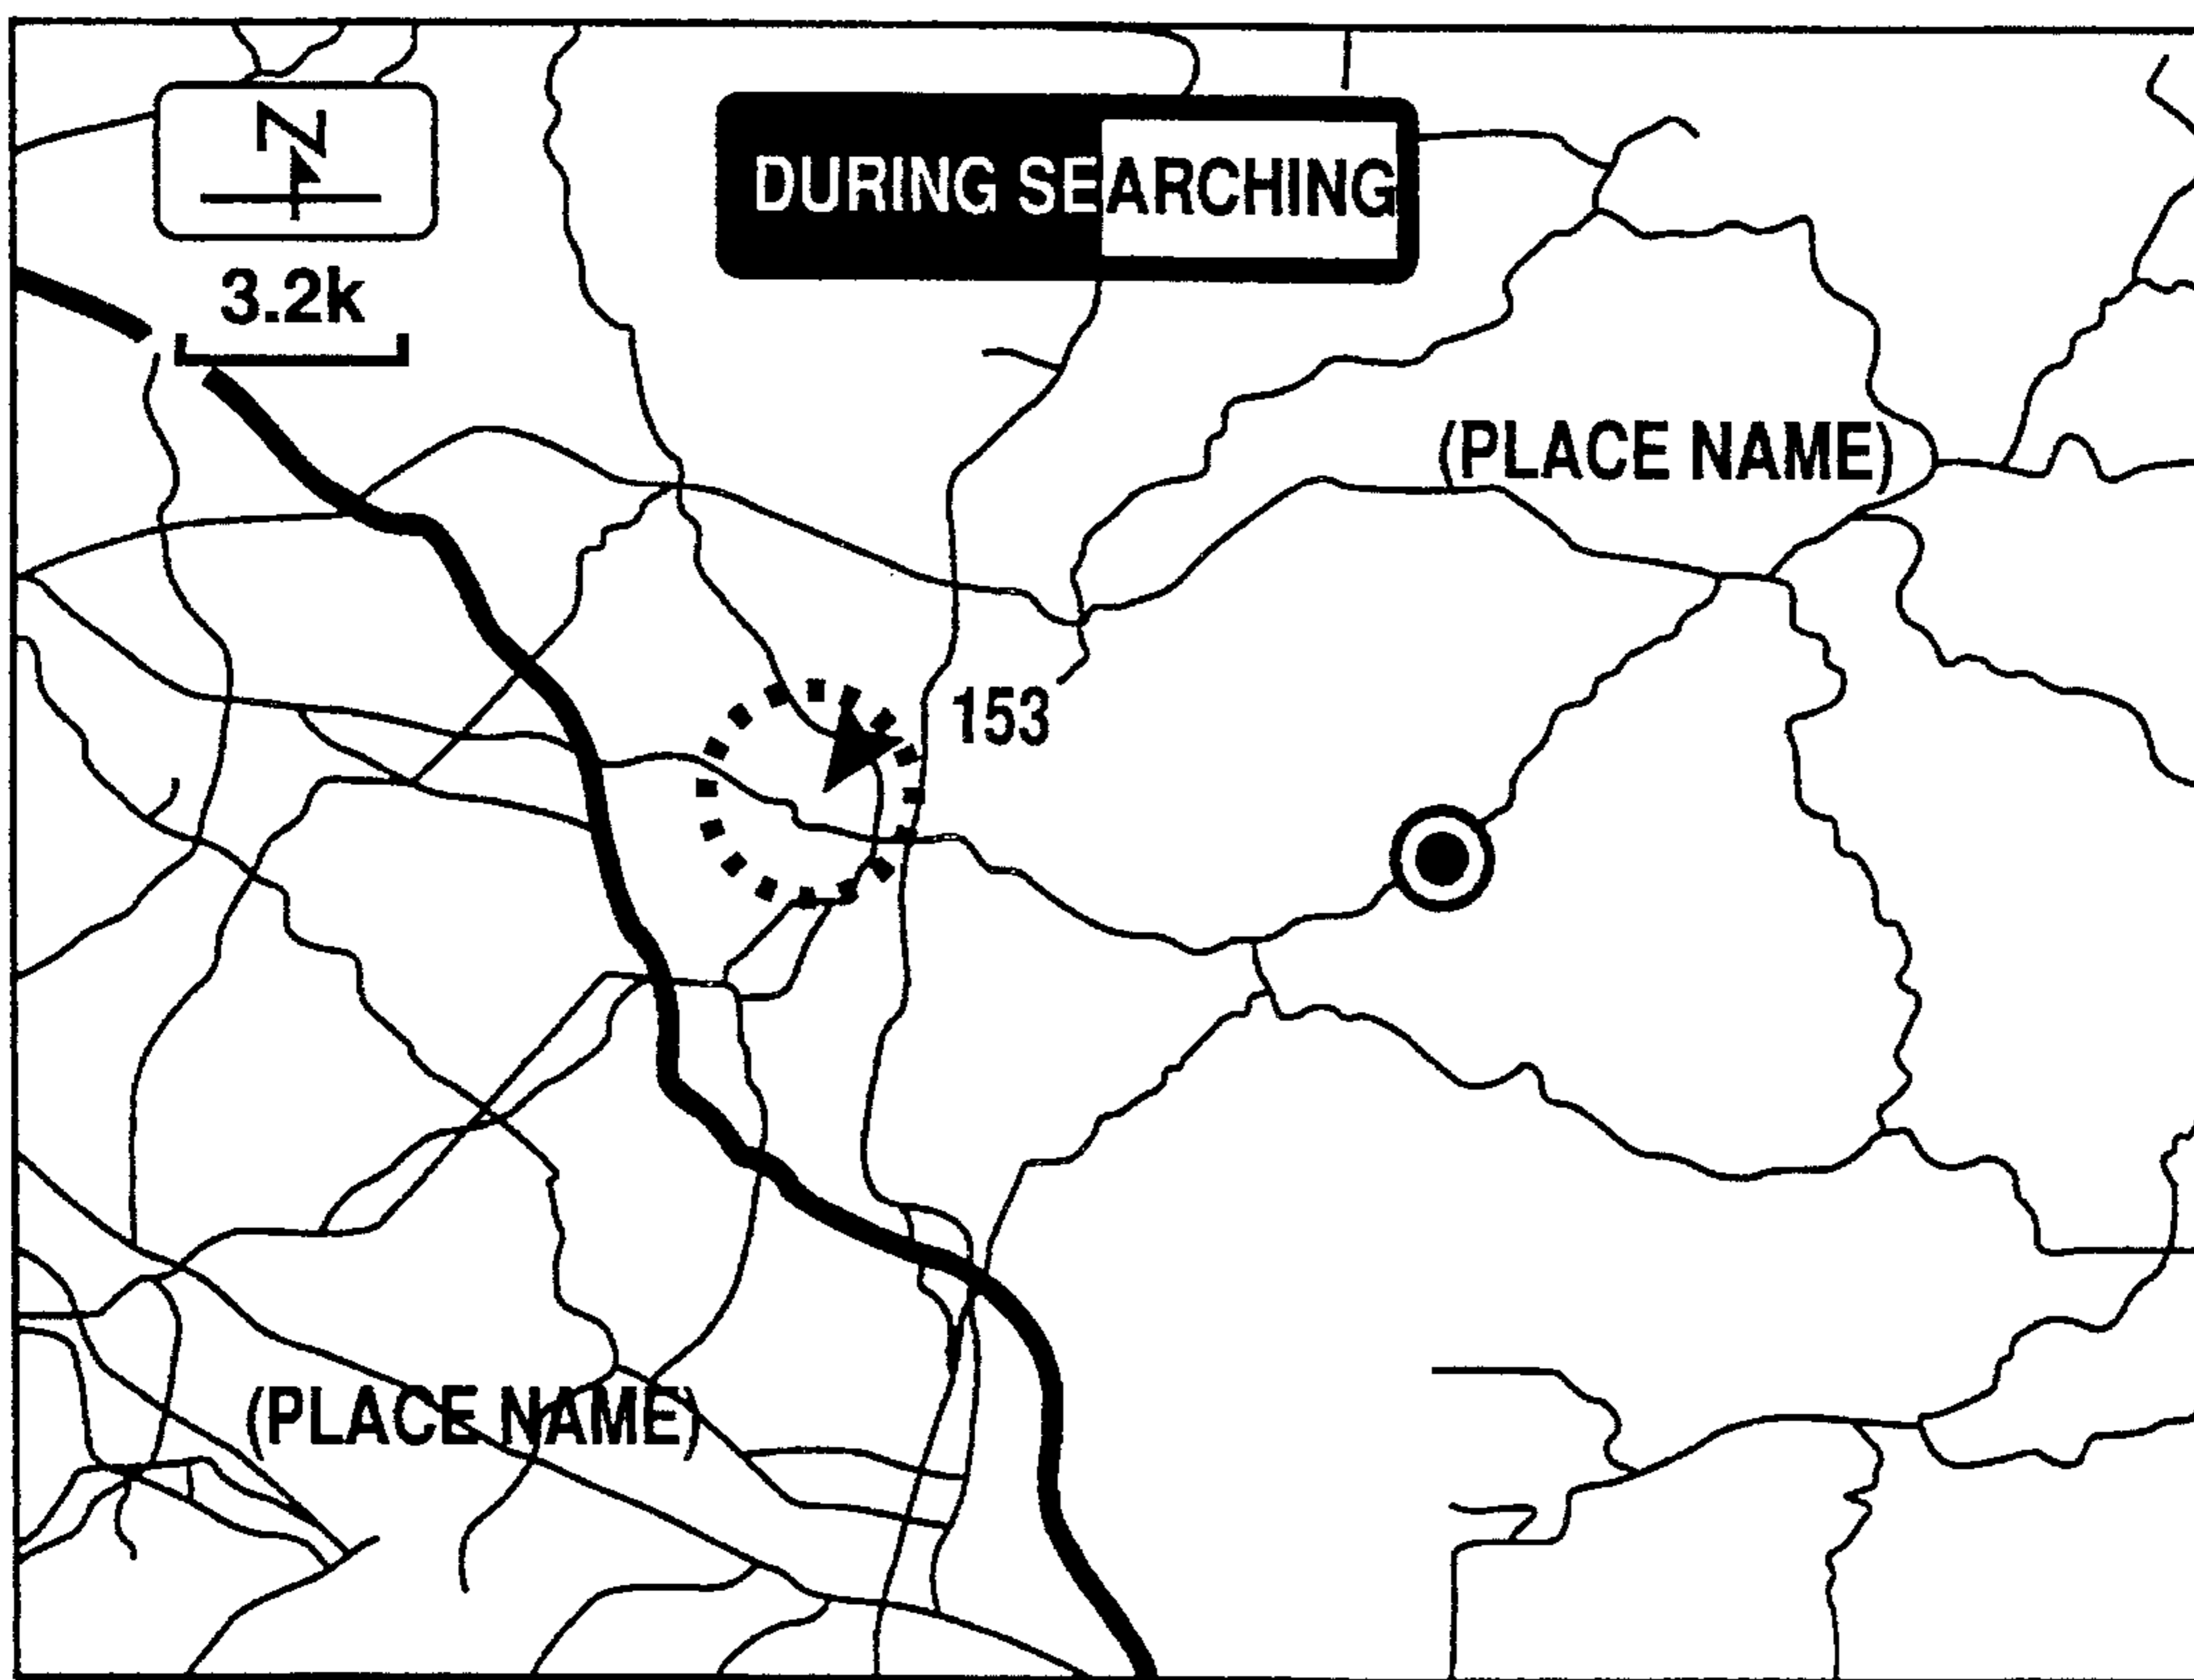 N
DURING SEARCHING
3.2k
(PLACE NAME)
153
(PLACE NAME)